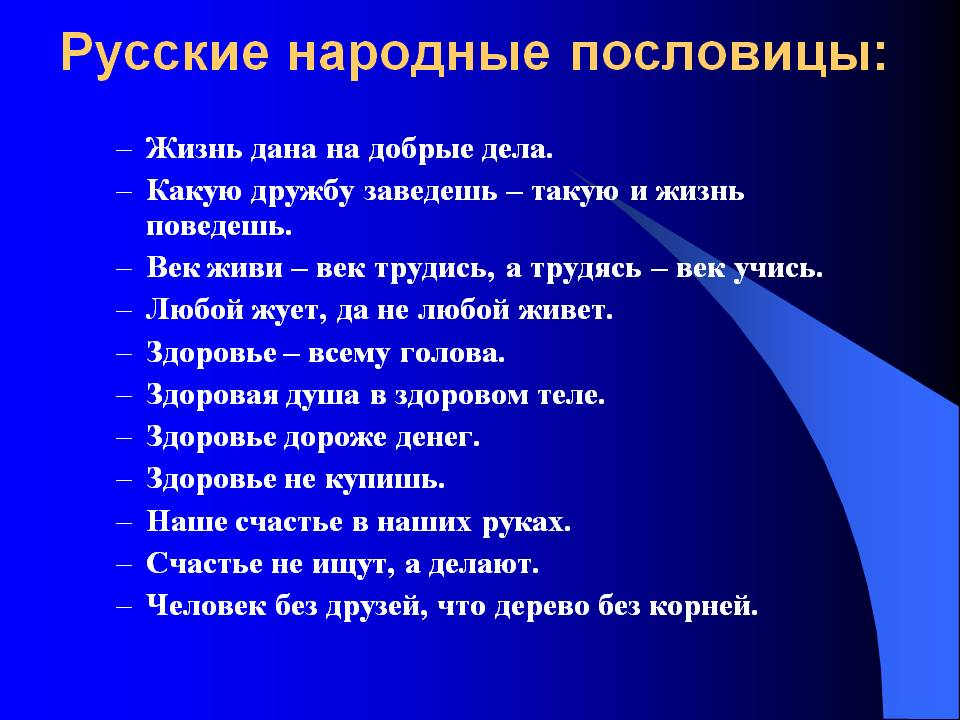 Русские народные пословицы:
– Жизнь дана на добрые дела.
– Какую дружбу заведешь – такую и жизнь
поведешь.
– Век живи – век трудись, а трудясь – век учись.
– Любой жует, да не любой живет.
– Здоровье – всему голова.
– Здоровая душа в здоровом теле.
– Здоровье дороже денег.
– Здоровье не купишь.
– Наше счастье в наших руках.
– Счастье не ищут, а делают.
– Человек без друзей, что дерево без корней.